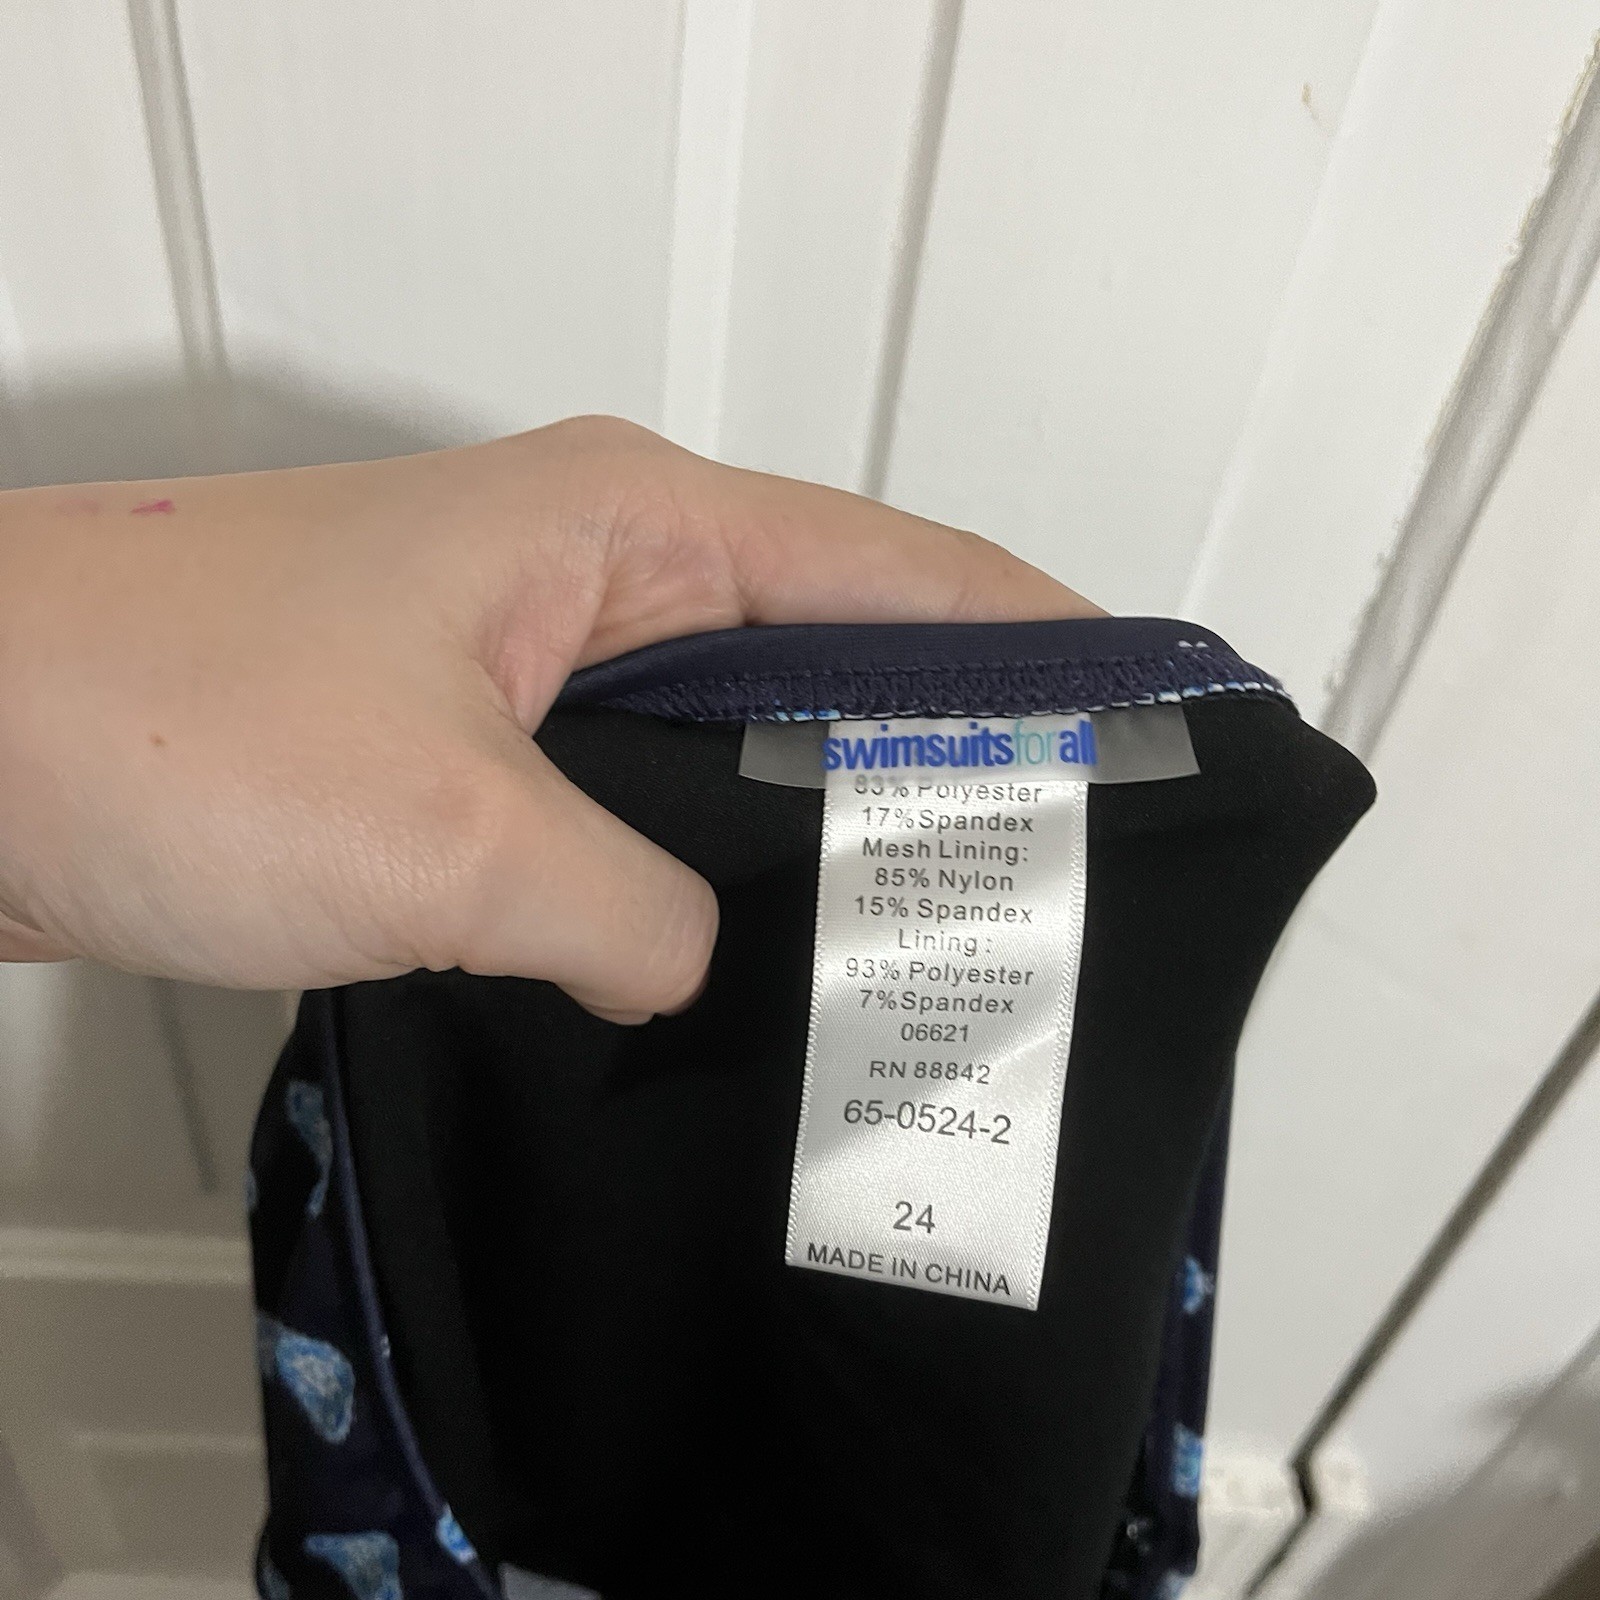 swimsuitsforall
83% Polyester
17%Spandex
Mesh Lining:
85% Nylon
15% Spandex
Lining:
93% Polyester
7%Spandex
06621
RN 88842
65-0524-2
24
MADE IN CHINA